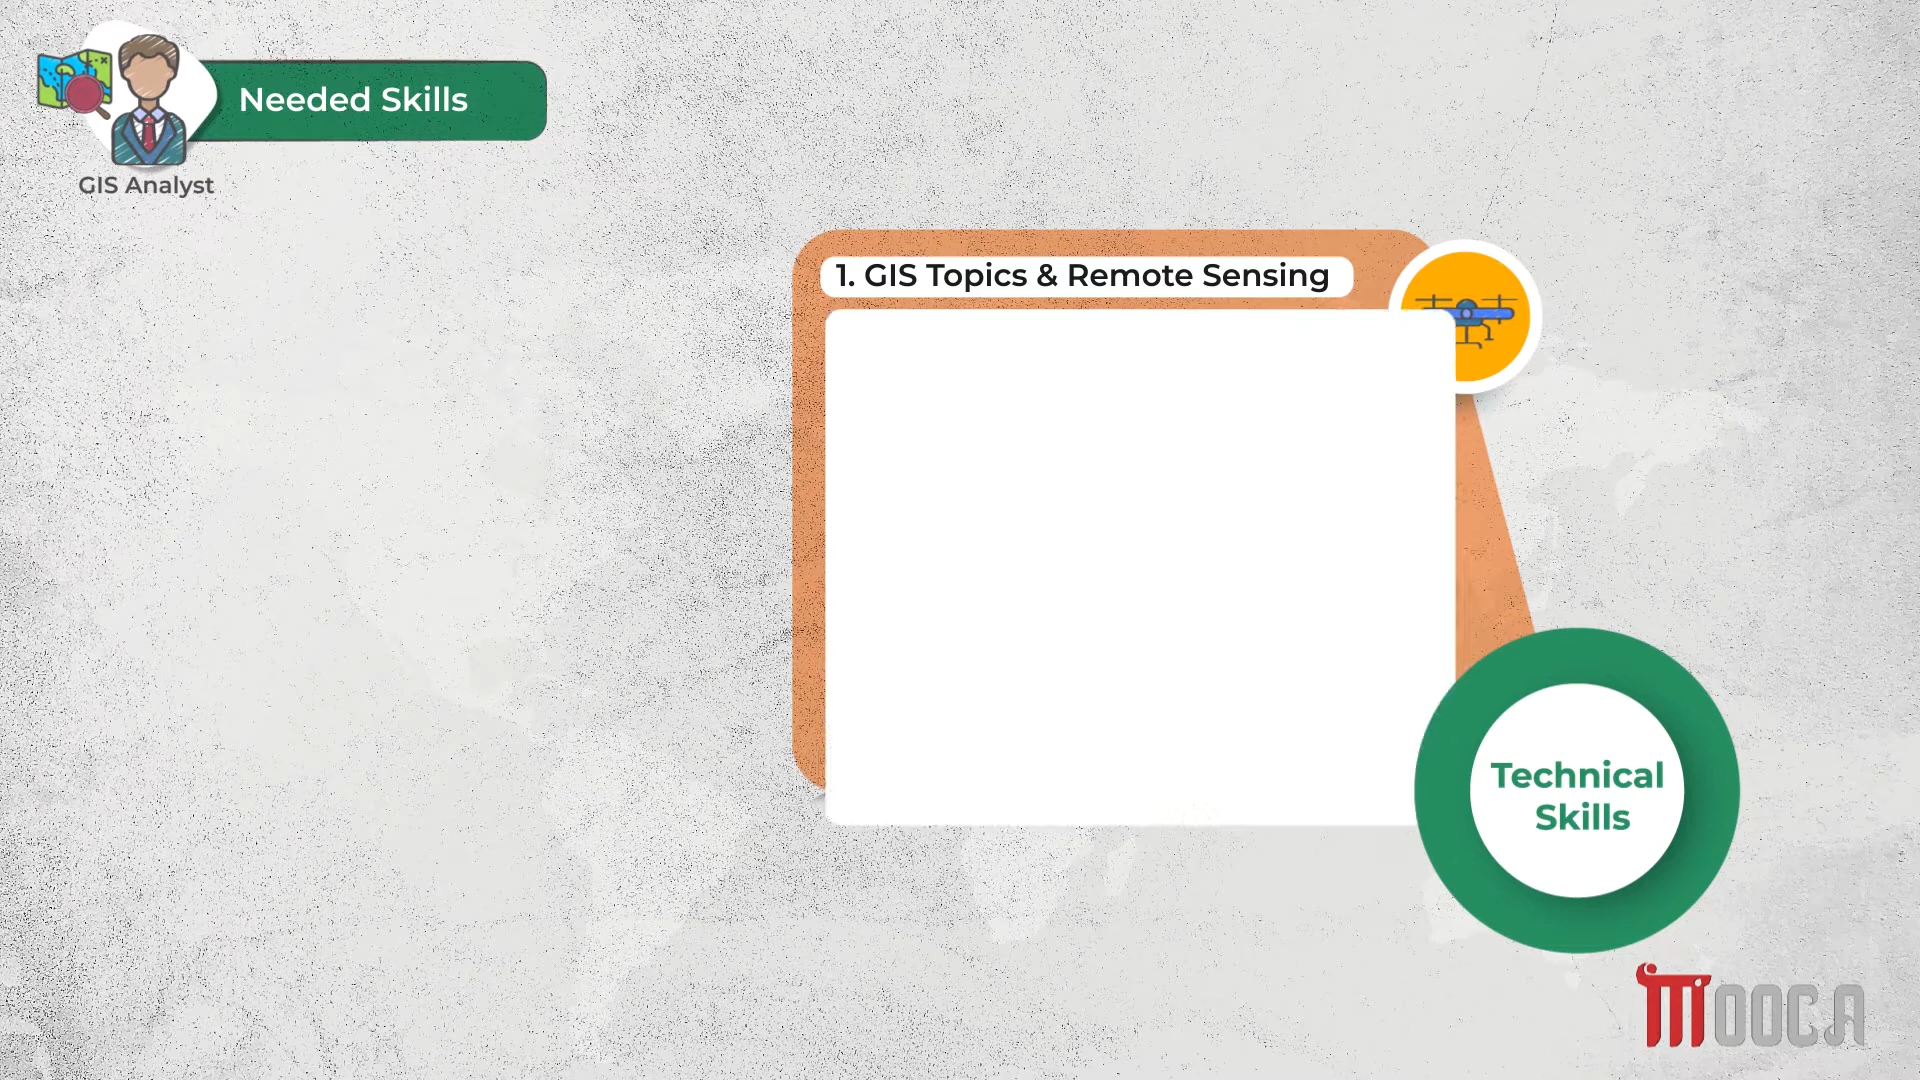 Needed Skills
GIS Analyst
1. GIS Topics & Remote Sensing
Technical
Skills
MOOCA